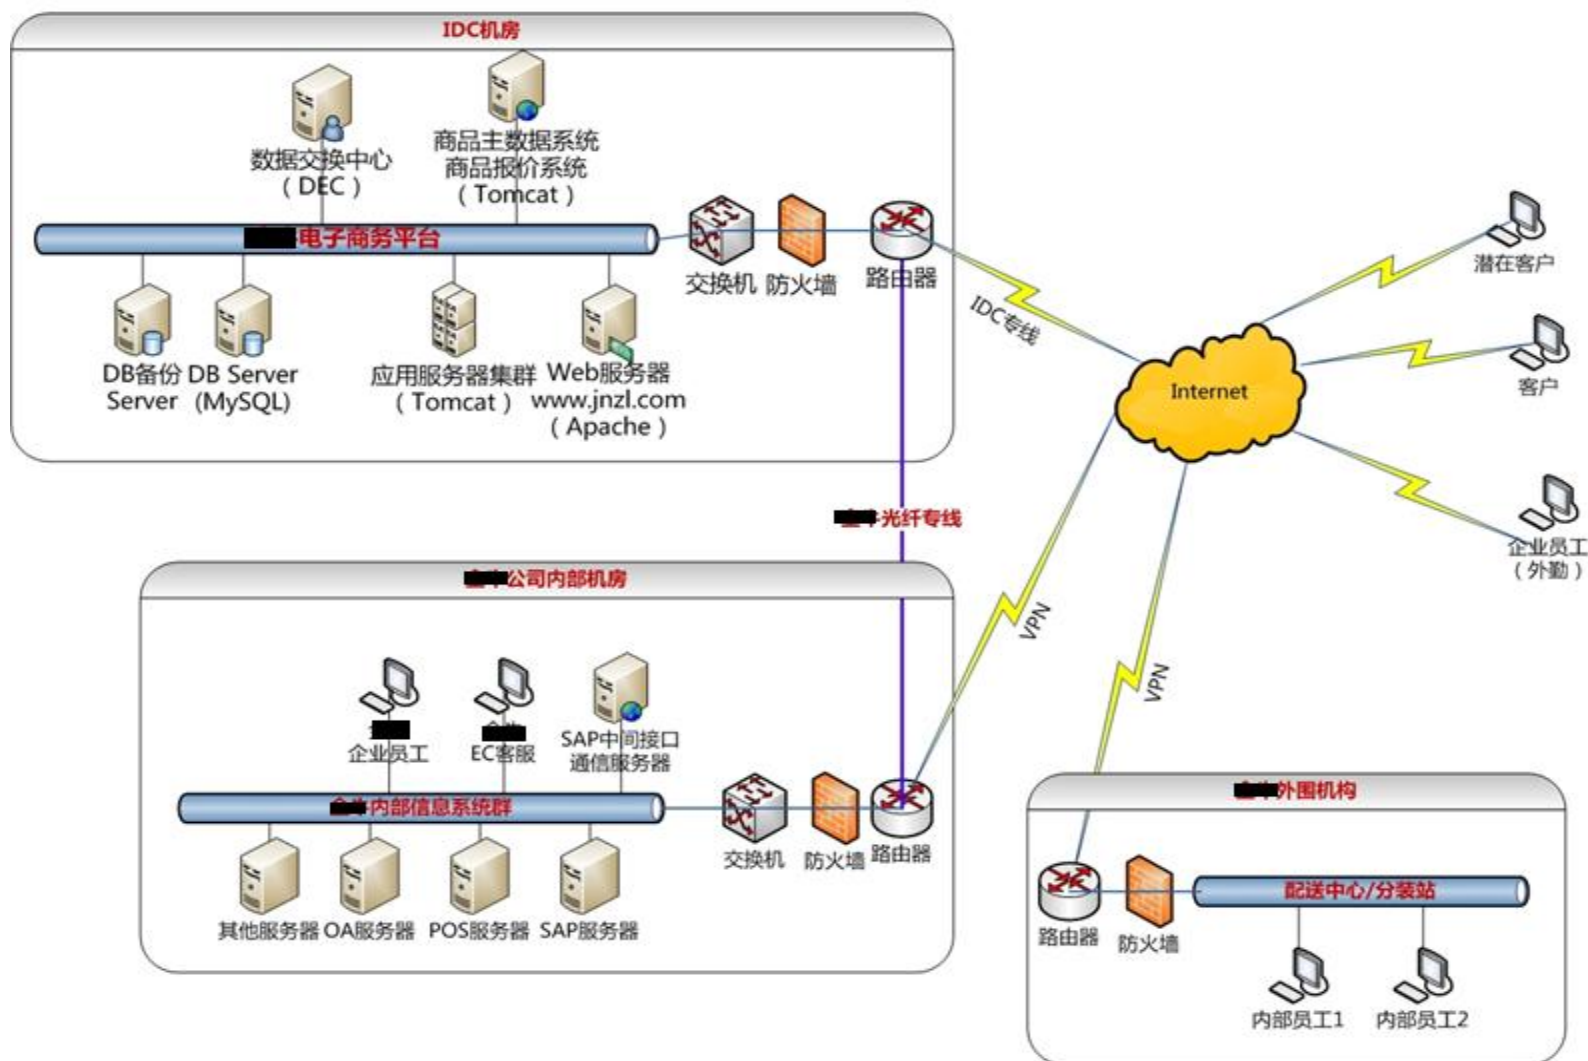 IDC机房
数据交换中心
（DEC）
商品主数据系统
商品报价系统
（Tomcat）
电子商务平台
交换机
防火墙
路由器
DB备份
Server
DB Server
(MySQL)
应用服务器集群
（Tomcat）
Web服务器
www.jnzl.com
（Apache）
IDC专线
Internet
潜在客户
客户
企业员工
（外勤）
光纤专线
公司内部机房
企业员工
EC客服
SAP中间接口
通信服务器
内部信息系统群
交换机
防火墙
路由器
其他服务器
OA服务器
POS服务器
SAP服务器
VPN
VPN
外围机构
路由器
防火墙
配送中心/分装站
内部员工1
内部员工2